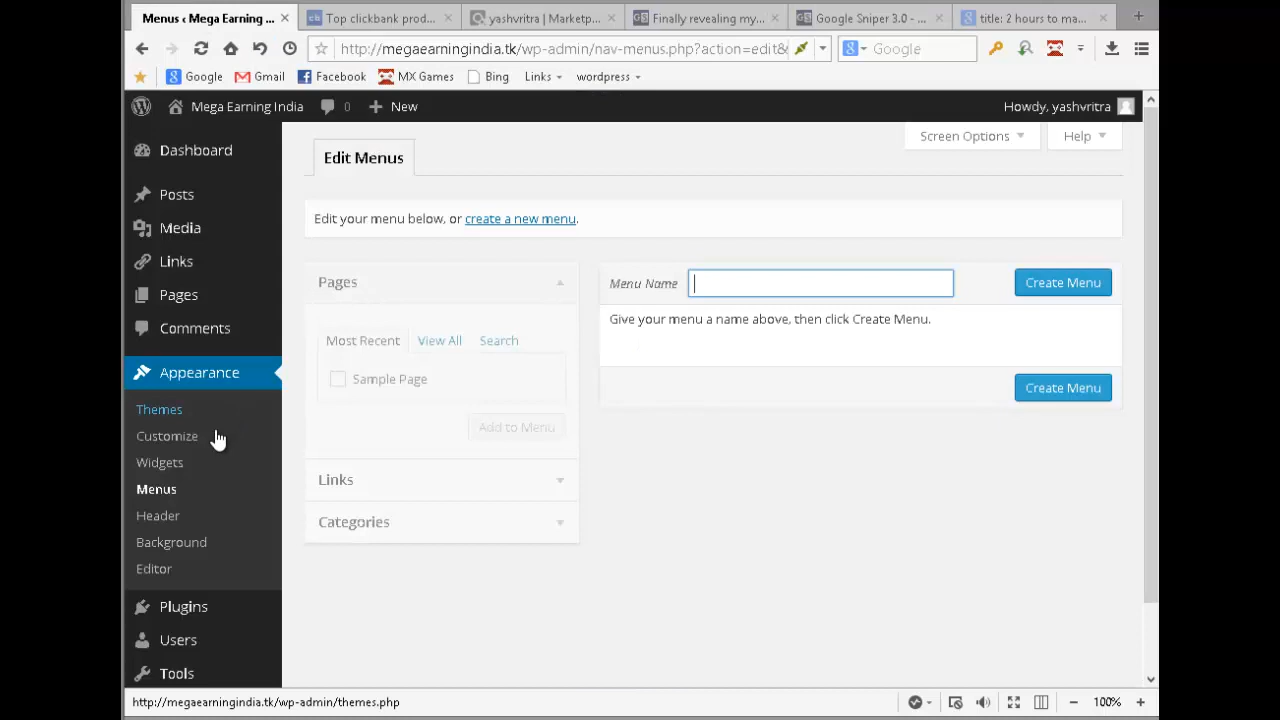 Menus ‹ Mega Earning ...
Top clickbank prod...
yashvritra | Marketp...
Finally revealing my...
Google Sniper 3.0 - ...
title: 2 hours to ma...
http://megaearningindia.tk/wp-admin/nav-menus.php?action=edit&
Google
Google
Gmail
Facebook
MX Games
Bing
Links
wordpress
Mega Earning India
0
New
Howdy, yashvritra
Dashboard
Posts
Media
Links
Pages
Comments
Appearance
Themes
Customize
Widgets
Menus
Header
Background
Editor
Plugins
Users
Tools
Screen Options
Help
Edit Menus
Edit your menu below, or create a new menu.
Pages
Most Recent
View All
Search
Sample Page
Add to Menu
Links
Categories
Menu Name
Create Menu
Give your menu a name above, then click Create Menu.
Create Menu
http://megaearningindia.tk/wp-admin/themes.php
100%